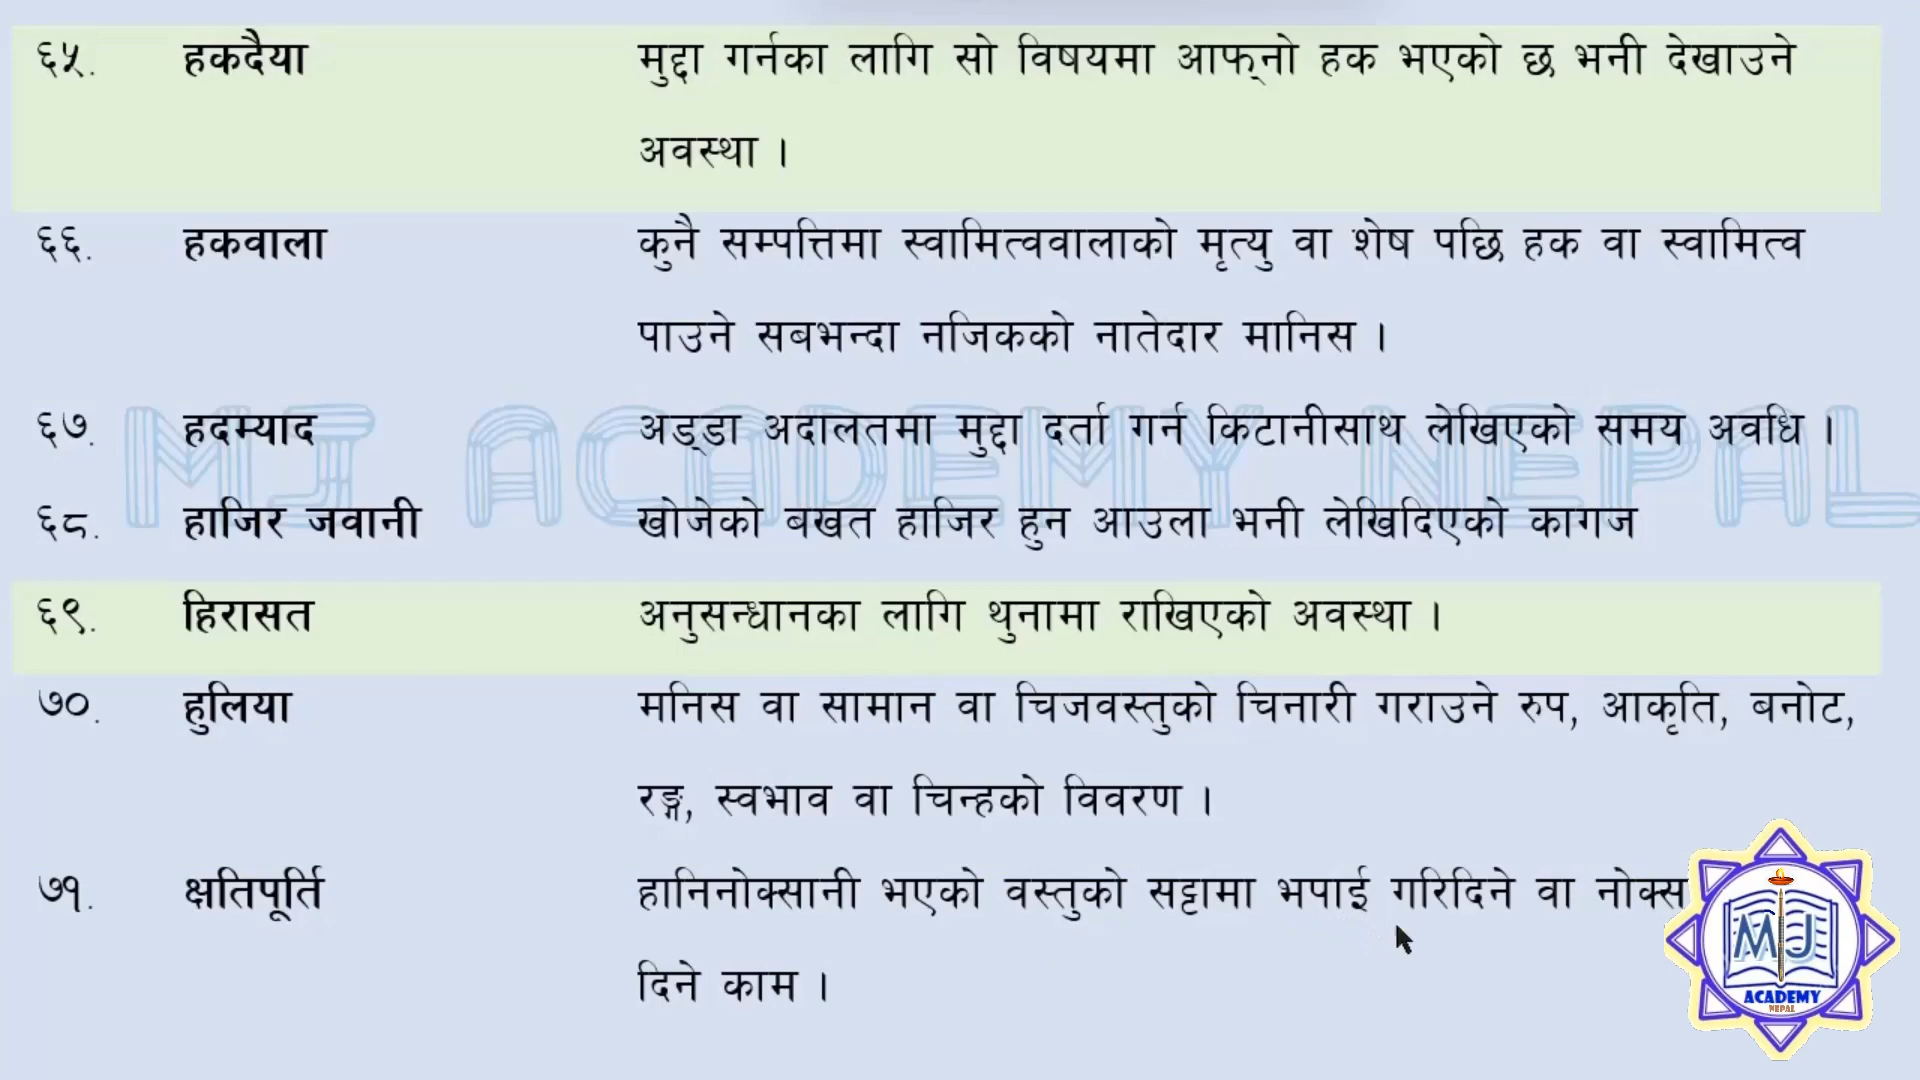 ६५. हकदैया मुद्दा गर्नका लागि सो विषयमा आफ्‌नो हक भएको छ भनी देखाउने
अवस्था ।
६६. हकवाला कुनै सम्पत्तिमा स्वामित्ववालाको मृत्यु वा शेष पछि हक वा स्वामित्व
पाउने सबभन्दा नजिकको नातेदार मानिस ।
६७. हदम्याद अड्‌डा अदालतमा मुद्दा दर्ता गर्न किटानीसाथ लेखिएको समय अवधि ।
MJ ACADEMY NEPAL
६८. हाजिर जवानी खोजेको बखत हाजिर हुन आउला भनी लेखिदिएको कागज
६९. हिरासत अनुसन्धानका लागि थुनामा राखिएको अवस्था ।
७०. हुलिया मनिस वा सामान वा चिजवस्तुको चिनारी गराउने रुप, आकृति, बनोट,
रङ्ग, स्वभाव वा चिन्हको विवरण ।
७१. क्षतिपूर्ति हानिनोक्सानी भएको वस्तुको सट्टामा भपाई गरिदिने वा
दिने काम ।
MJ
ACADEMY
NEPAL